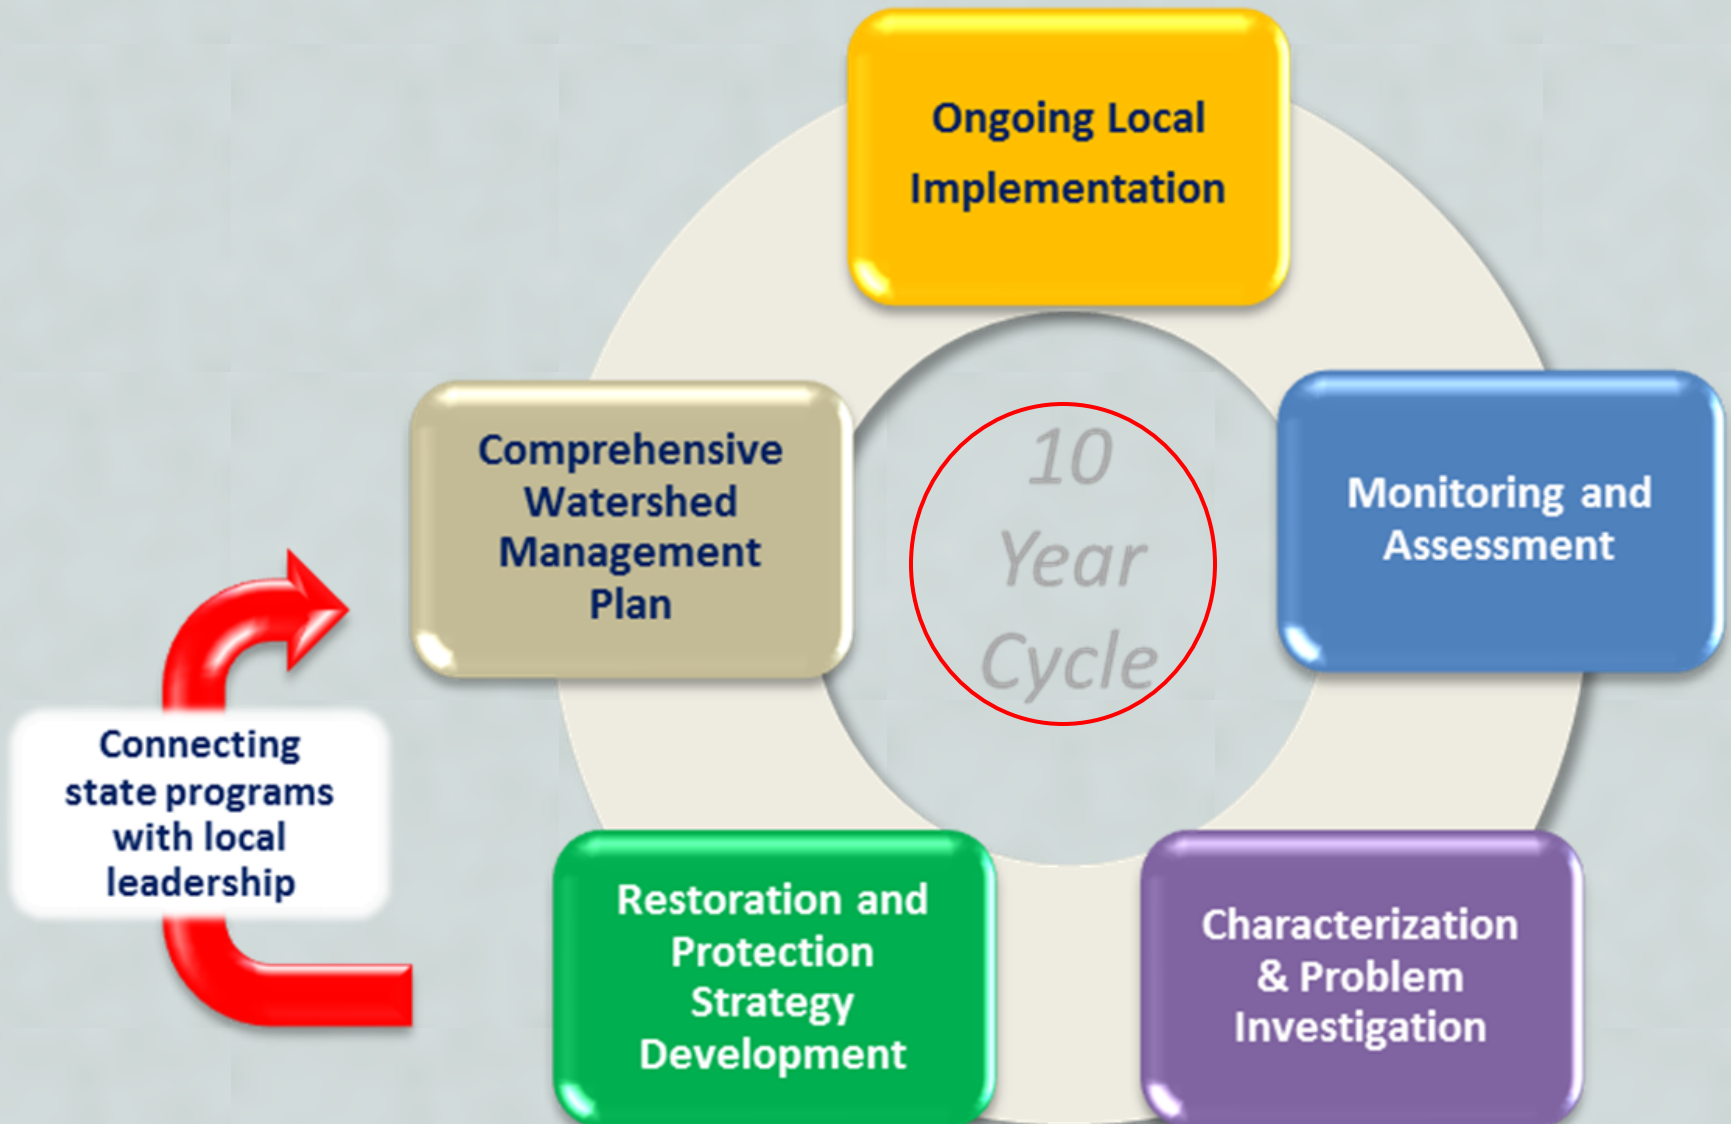 Ongoing Local
Implementation
Monitoring and
Assessment
Characterization
& Problem
Investigation
Restoration and
Protection
Strategy
Development
Connecting
state programs
with local
leadership
Comprehensive
Watershed
Management
Plan
10
Year
Cycle